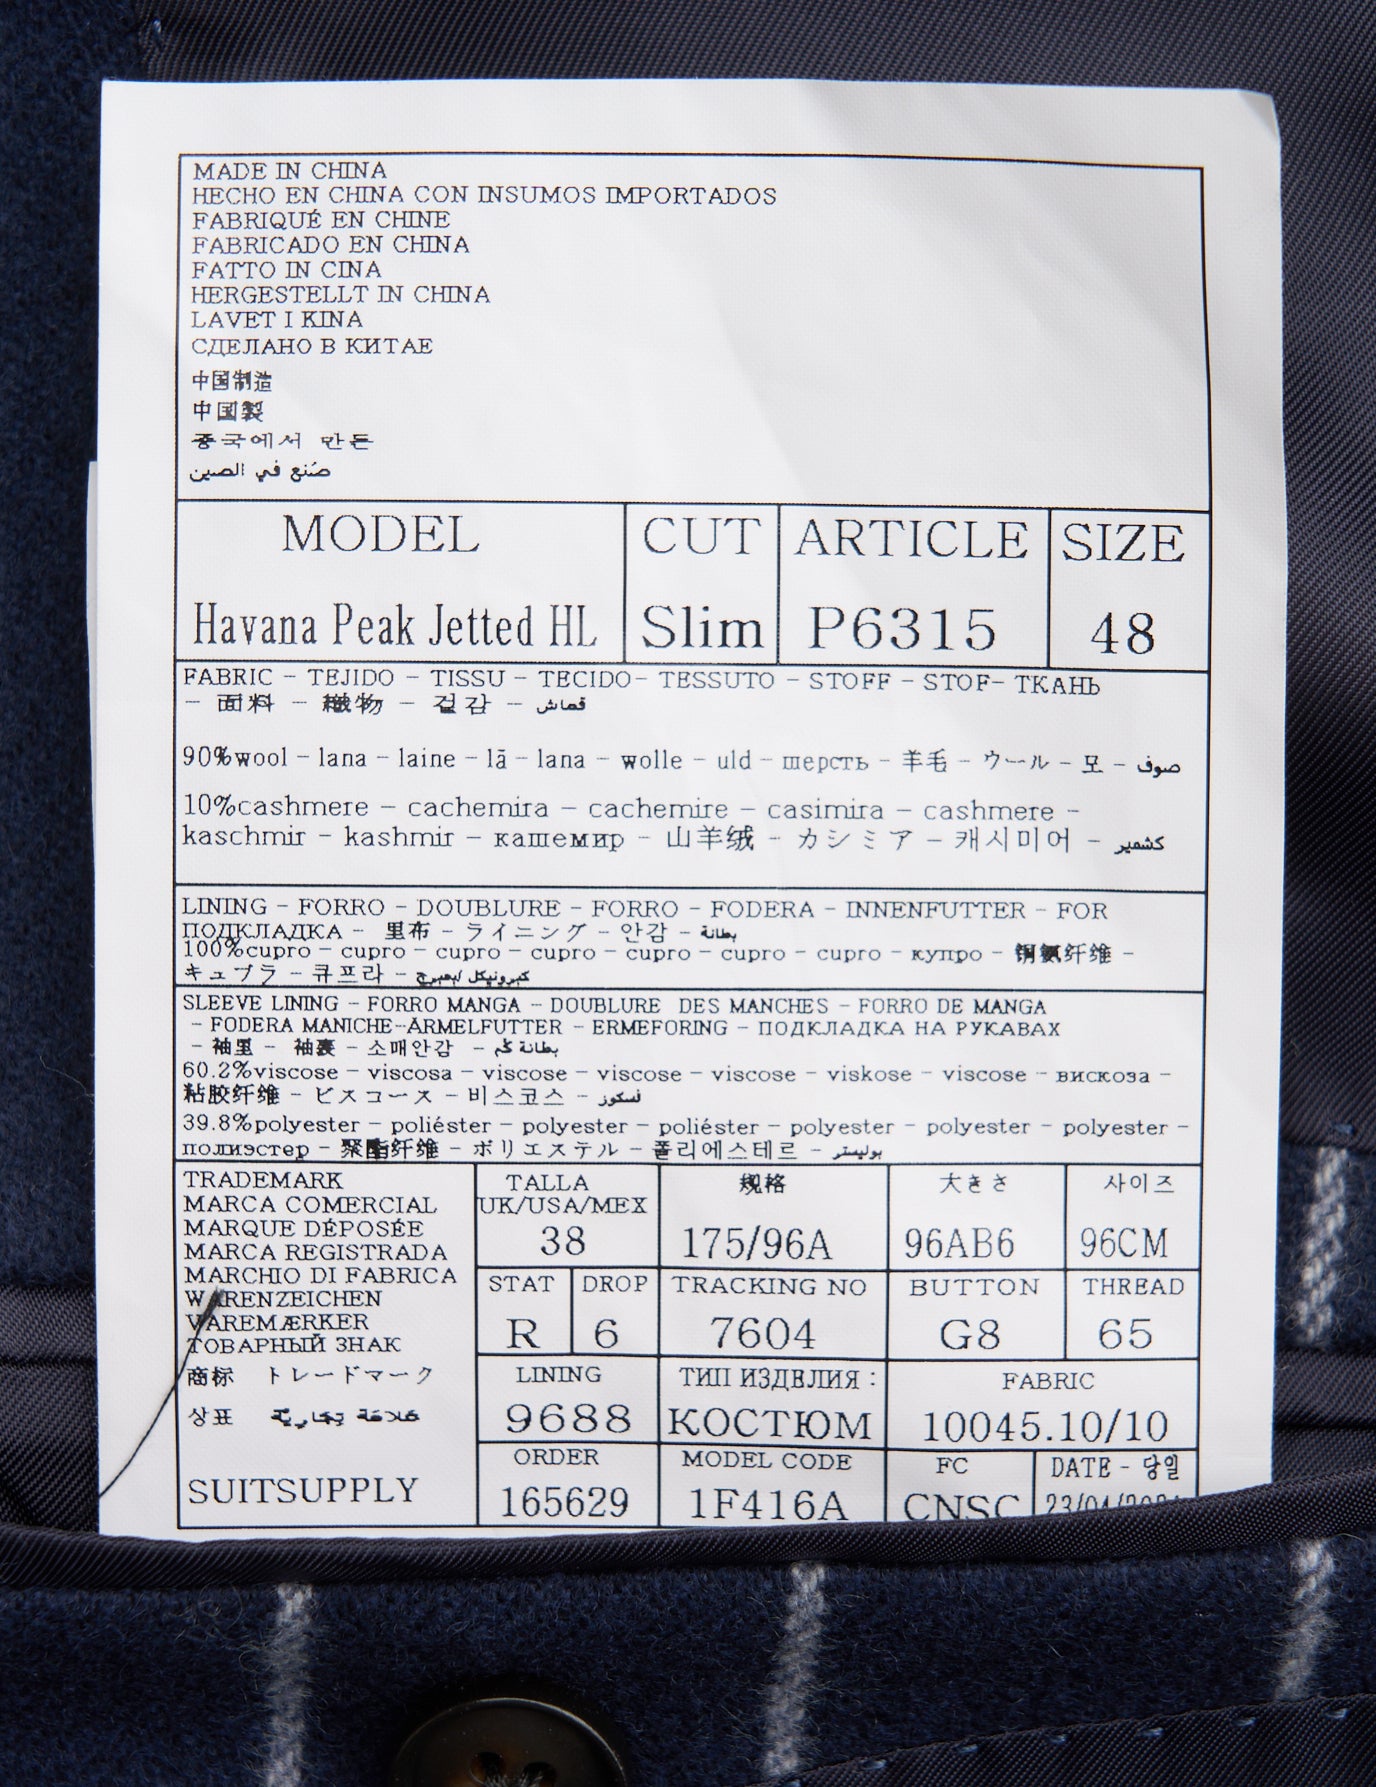 MADE IN CHINA
HECHO EN CHINA CON INSUMOS IMPORTADOS
FABRIQUÉ EN CHINE
FABRICADO EN CHINA
FATTO IN CINA
HERGESTELLT IN CHINA
LAVET I KINA
СДЕЛАНО В КИТАЕ
中国制造
中国製
중국에서 만든
صُنع في الصين
MODEL CUT ARTICLE SIZE
Havana Peak Jetted HL Slim P6315 48
FABRIC – TEJIDO – TISSU – TECIDO– TESSUTO – STOFF – STOF– ТКАНЬ
– 面料 – 織物 – 겉감 – قماش
90%wool – lana – laine – lã – lana – wolle – uld – шерсть – 羊毛 – ウール – 모 – صوف
10%cashmere – cachemira – cachemire – casimira – cashmere –
kaschmir – kashmir – кашемир – 山羊绒 – カシミア – 캐시미어 – كشمير
LINING – FORRO – DOUBLURE – FORRO – FODERA – INNENFUTTER – FOR
ПОДКЛАДКА – 里布 – ライニング – 안감 – بطانة
100%cupro – cupro – cupro – cupro – cupro – cupro – cupro – купро – 铜氨纤维 –
キュプラ – 큐프라 –
SLEEVE LINING – FORRO MANGA – DOUBLURE DES MANCHES – FORRO DE MANGA
– FODERA MANICHE–ARMELFUTTER – ERMEFORING – ПОДКЛАДКА НА РУКАВАХ
– 袖里 – 袖裏 – 소매안감 – بطانة كم
60.2%viscose – viscosa – viscose – viscose – viscose – viskose – viscose – вискоза –
粘胶纤维 – ビスコース – 비스코스 – فسكوز
39.8%polyester – poliéster – polyester – poliéster – polyester – polyester – polyester –
полиэстер – 聚酯纤维 – ポリエステル – 폴리에스테르 – بوليستر
TRADEMARK
MARCA COMERCIAL
MARQUE DÉPOSÉE
MARCA REGISTRADA
MARCHIO DI FABRICA
WARENZEICHEN
VAREMÆRKER
ТОВАРНЫЙ ЗНАК
商标 トレードマーク
상표 علامة تجارية
SUITSUPPLY
TALLA 规格 大きさ 사이즈
UK/USA/MEX
38 175/96A 96AB6 96CM
STAT DROP TRACKING NO BUTTON THREAD
R 6 7604 G8 65
LINING ТИП ИЗДЕЛИЯ : FABRIC
9688 КОСТЮМ 10045.10/10
ORDER MODEL CODE FC DATE – 당일
165629 1F416A CNSC